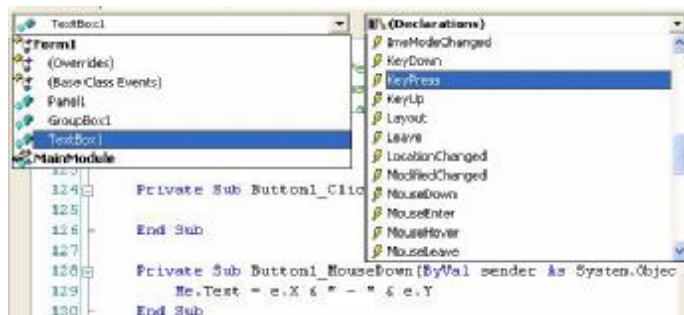 TextBox1
Form1
(Overrides)
(Base Class Events)
Panel1
GroupBox1
TextBox1
MainModule
(Declarations)
ImeModeChanged
KeyDown
KeyPress
KeyUp
Layout
Leave
LocationChanged
ModifiedChanged
MouseDown
MouseEnter
MouseHover
MouseLeave
123
124 Private Sub Button1_Clic
125
126 End Sub
127
128 Private Sub Button1_MouseDown(ByVal sender As System.Objec
129 Me.Text = e.X & " - " & e.Y
130 End Sub